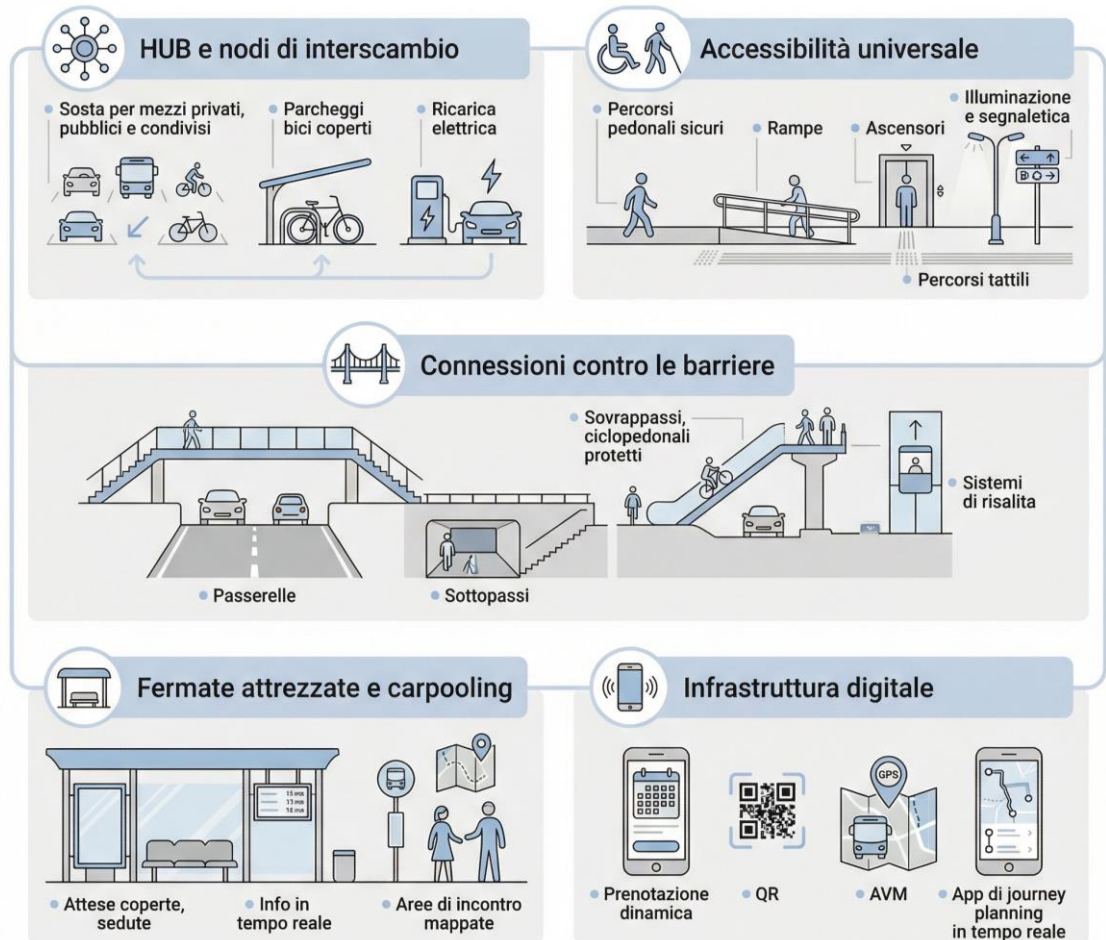 HUB e nodi di interscambio
Sosta per mezzi privati,
pubblici e condivisi
Parcheggi
bici coperti
Ricarica
elettrica
Accessibilità universale
Percorsi
pedonali sicuri
Rampe
Ascensori
Illuminazione
e segnaletica
Percorsi tattili
Connessioni contro le barriere
Passerelle
Sottopassi
Sovrappassi,
ciclopedonali
protetti
Sistemi
di risalita
Fermate attrezzate e carpooling
Attese coperte,
sedute
Info in
tempo reale
Aree di incontro
mappate
Infrastruttura digitale
GPS
Prenotazione
dinamica
QR
AVM
App di journey
planning
in tempo reale